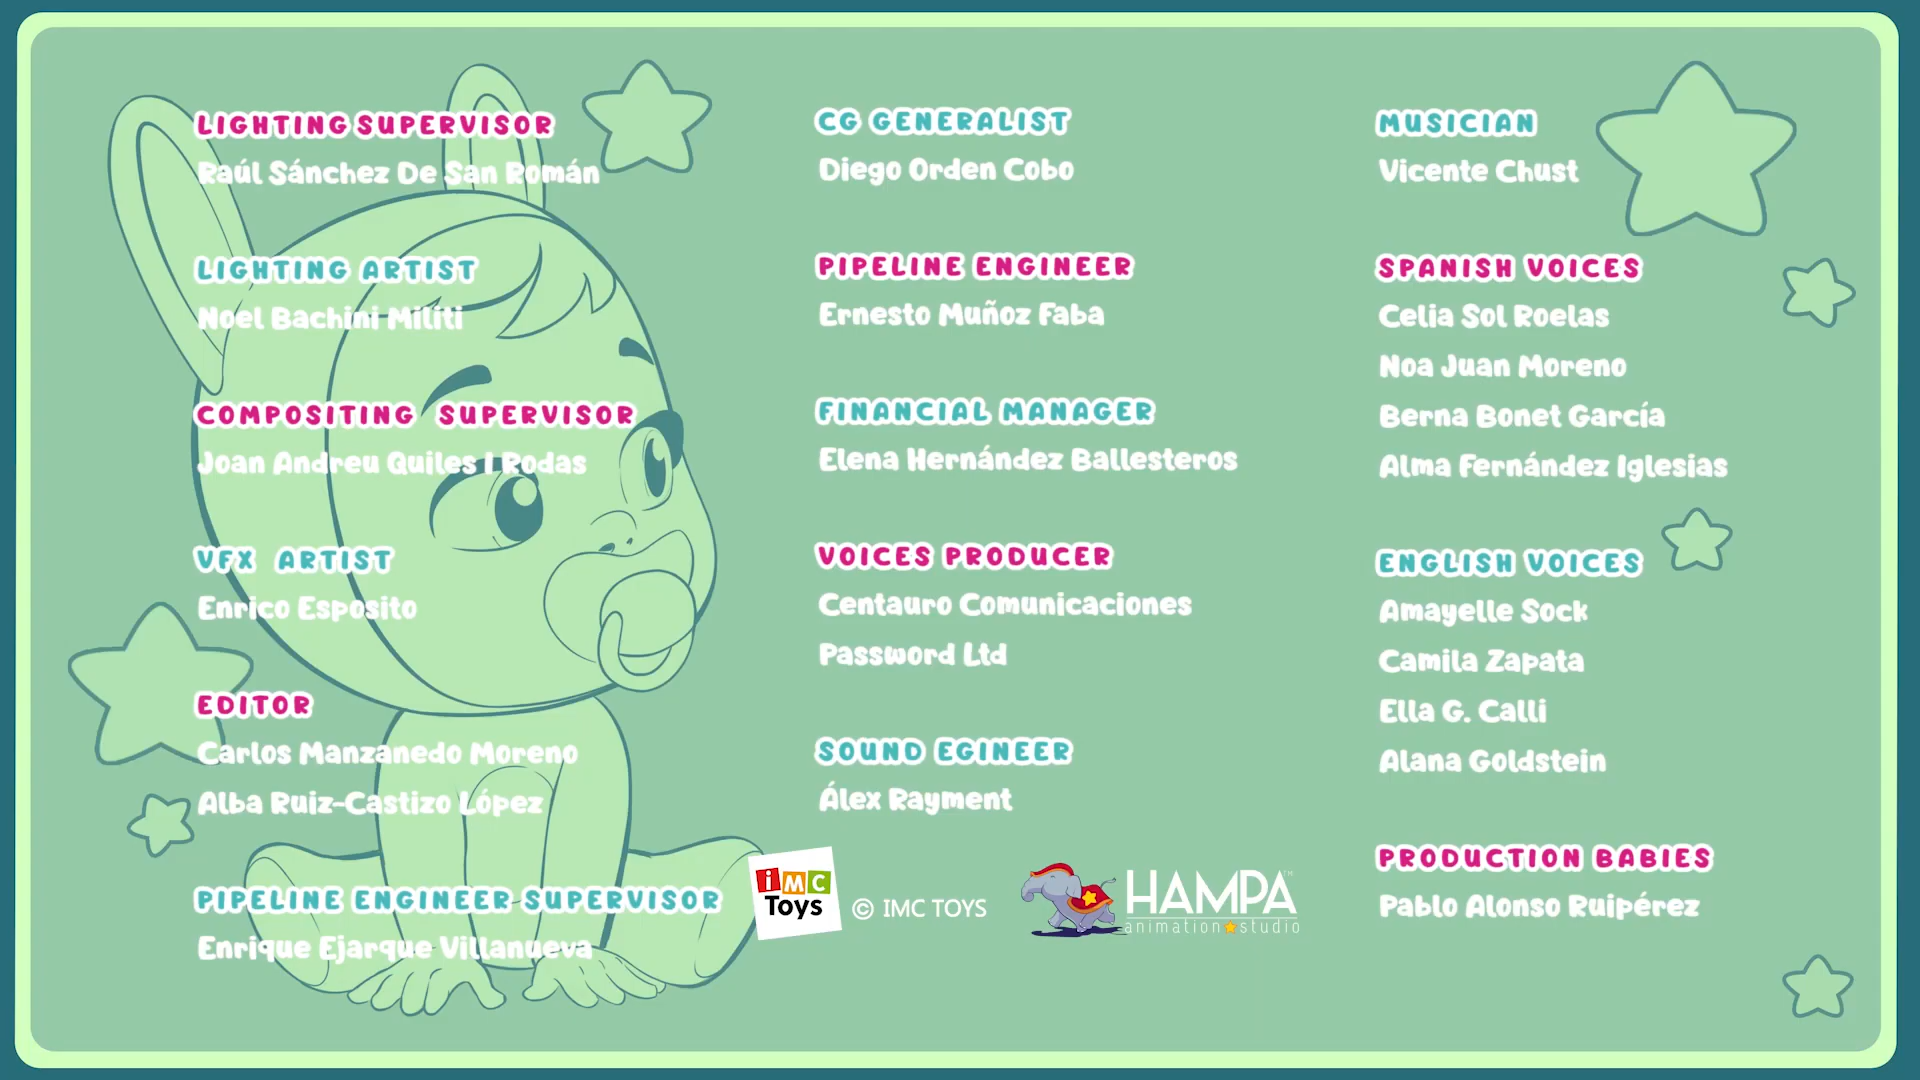 LIGHTING SUPERVISOR
Raúl Sánchez De San Román
LIGHTING ARTIST
Noel Bachini Militi
COMPOSITING SUPERVISOR
Joan Andreu Quiles I Rodas
VFX ARTIST
Enrico Esposito
EDITOR
Carlos Manzanedo Moreno
Alba Ruiz-Castizo López
PIPELINE ENGINEER SUPERVISOR
Enrique Ejarque Villanueva
CG GENERALIST
Diego Orden Cobo
PIPELINE ENGINEER
Ernesto Muñoz Faba
FINANCIAL MANAGER
Elena Hernández Ballesteros
VOICES PRODUCER
Centauro Comunicaciones
Password Ltd
SOUND EGINEER
Álex Rayment
iMC
Toys
© IMC TOYS
HAMPA™
animation studio
MUSICIAN
Vicente Chust
SPANISH VOICES
Celia Sol Roelas
Noa Juan Moreno
Berna Bonet García
Alma Fernández Iglesias
ENGLISH VOICES
Amayelle Sock
Camila Zapata
Ella G. Calli
Alana Goldstein
PRODUCTION BABIES
Pablo Alonso Ruipérez